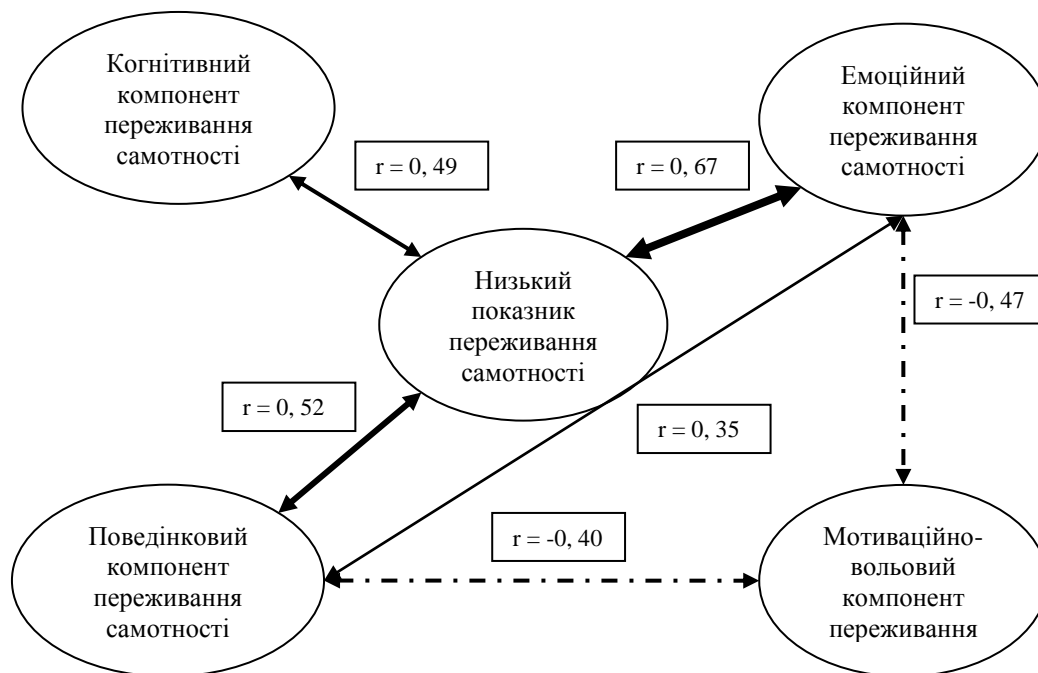 Когнітивний
компонент
переживання
самотності
Емоційний
компонент
переживання
самотності
r = 0, 49
r = 0, 67
Низький
показник
переживання
самотності
r = -0, 47
r = 0, 52
r = 0, 35
Поведінковий
компонент
переживання
самотності
r = -0, 40
Мотиваційно-
вольовий
компонент
переживання